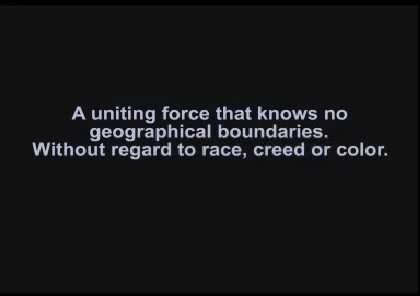 A uniting force that knows no
geographical boundaries.
Without regard to race, creed or color.